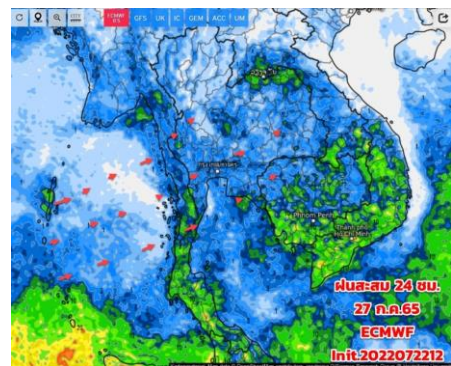 ECMWF
GFS
UK
IC
GEM
ACC
UM
Phnom Penh
ฝนสะสม 24 ชม.
27 ก.ค.65
ECMWF
Init.2022072212